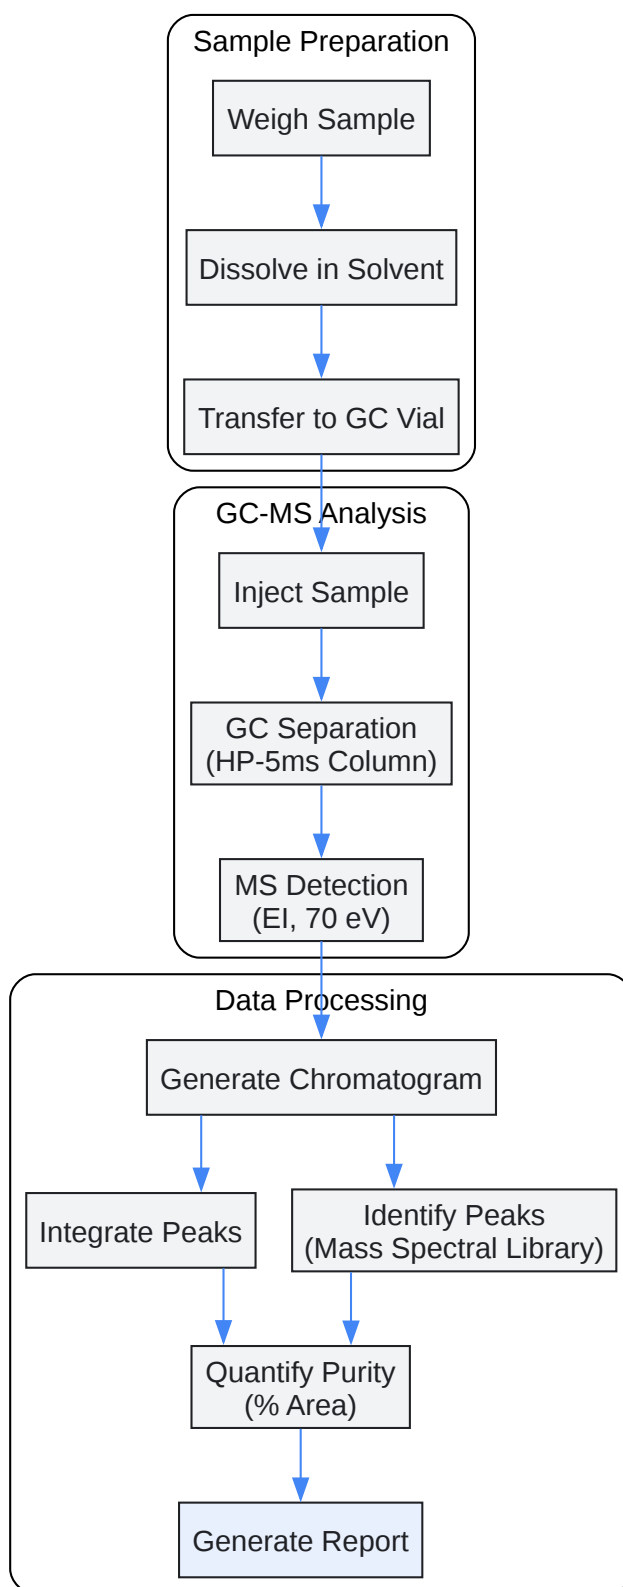 Sample Preparation
Weigh Sample
Dissolve in Solvent
Transfer to GC Vial
GC-MS Analysis
Inject Sample
GC Separation
(HP-5ms Column)
MS Detection
(EI, 70 eV)
Data Processing
Generate Chromatogram
Integrate Peaks
Identify Peaks
(Mass Spectral Library)
Quantify Purity
(% Area)
Generate Report